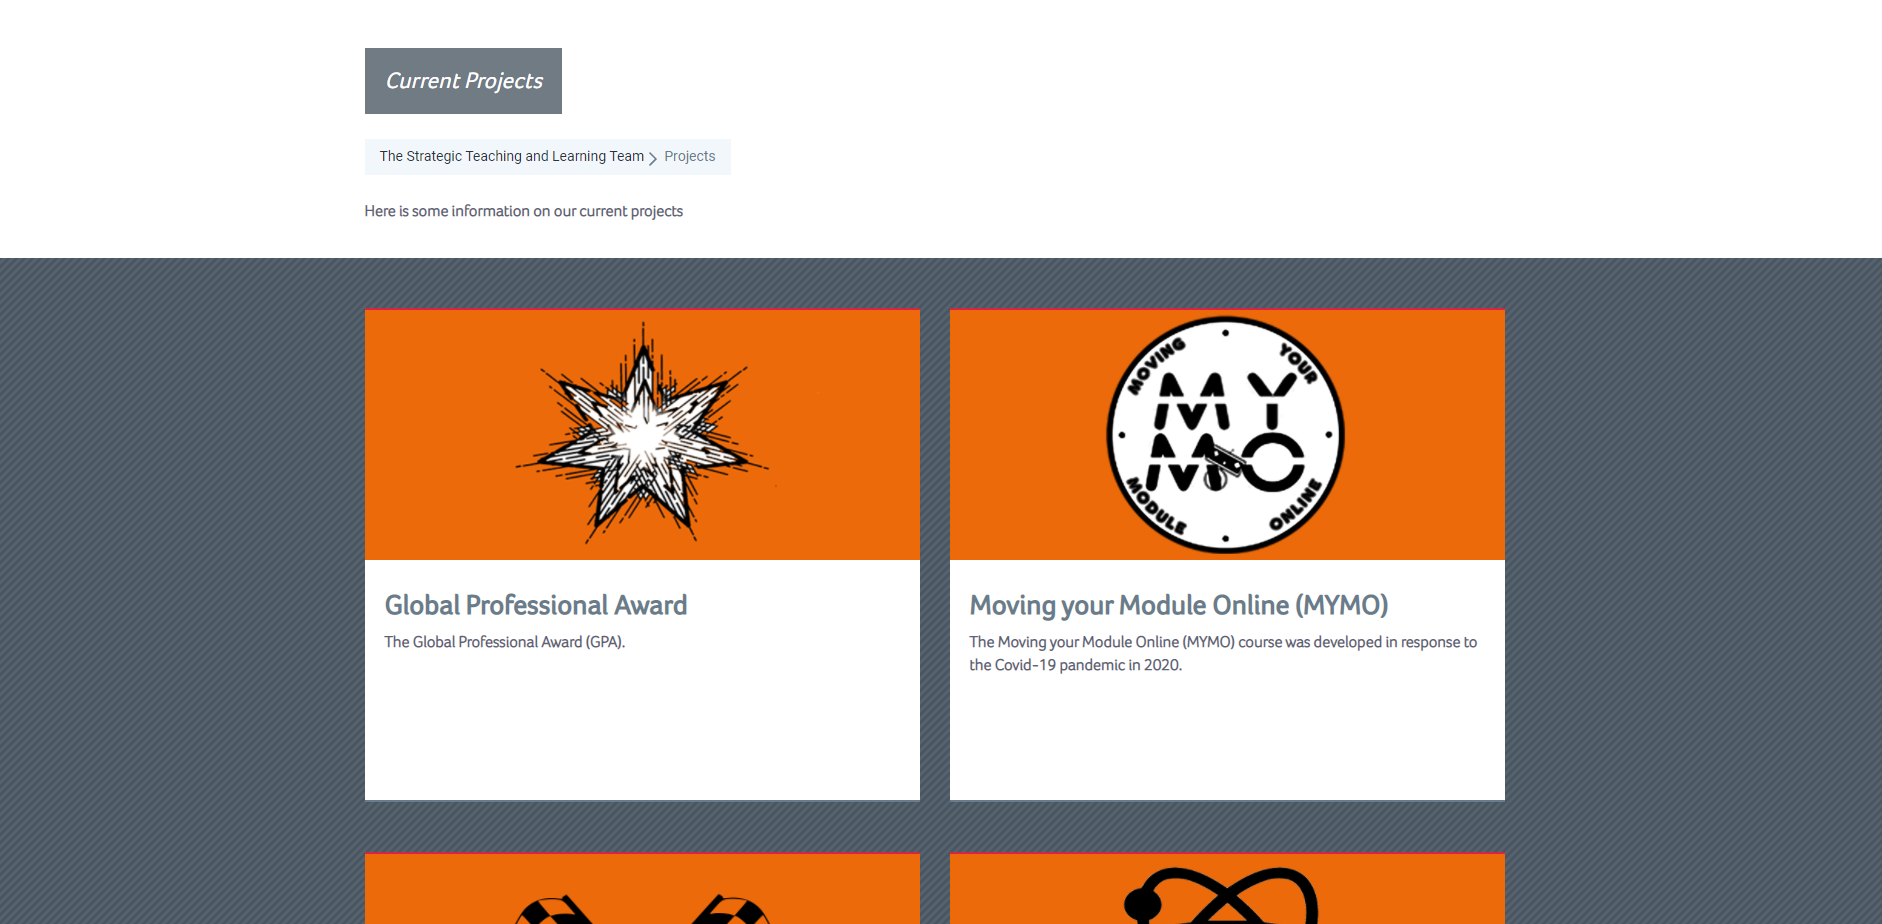 Current Projects
The Strategic Teaching and Learning Team > Projects
Here is some information on our current projects
MOVING YOUR
MY
MO
MODULE ONLINE
Global Professional Award
The Global Professional Award (GPA).
Moving your Module Online (MYMO)
The Moving your Module Online (MYMO) course was developed in response to
the Covid-19 pandemic in 2020.